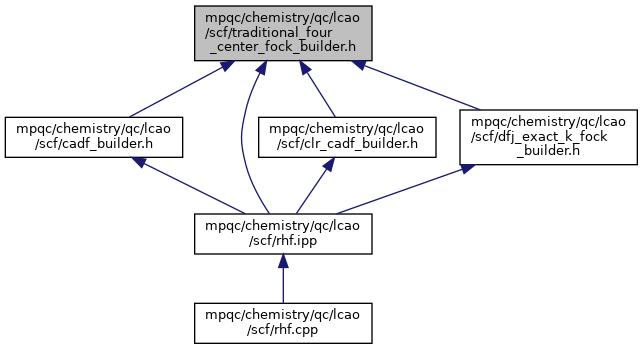 mpqc/chemistry/qc/lcao
/scf/traditional_four
_center_fock_builder.h
mpqc/chemistry/qc/lcao
/scf/cadf_builder.h
mpqc/chemistry/qc/lcao
/scf/clr_cadf_builder.h
mpqc/chemistry/qc/lcao
/scf/dfj_exact_k_fock
_builder.h
mpqc/chemistry/qc/lcao
/scf/rhf.ipp
mpqc/chemistry/qc/lcao
/scf/rhf.cpp